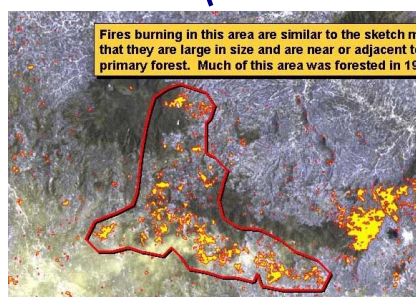 Fires burning in this area are similar to the sketch
that they are large in size and are near or adjacent
primary forest. Much of this area was forested in